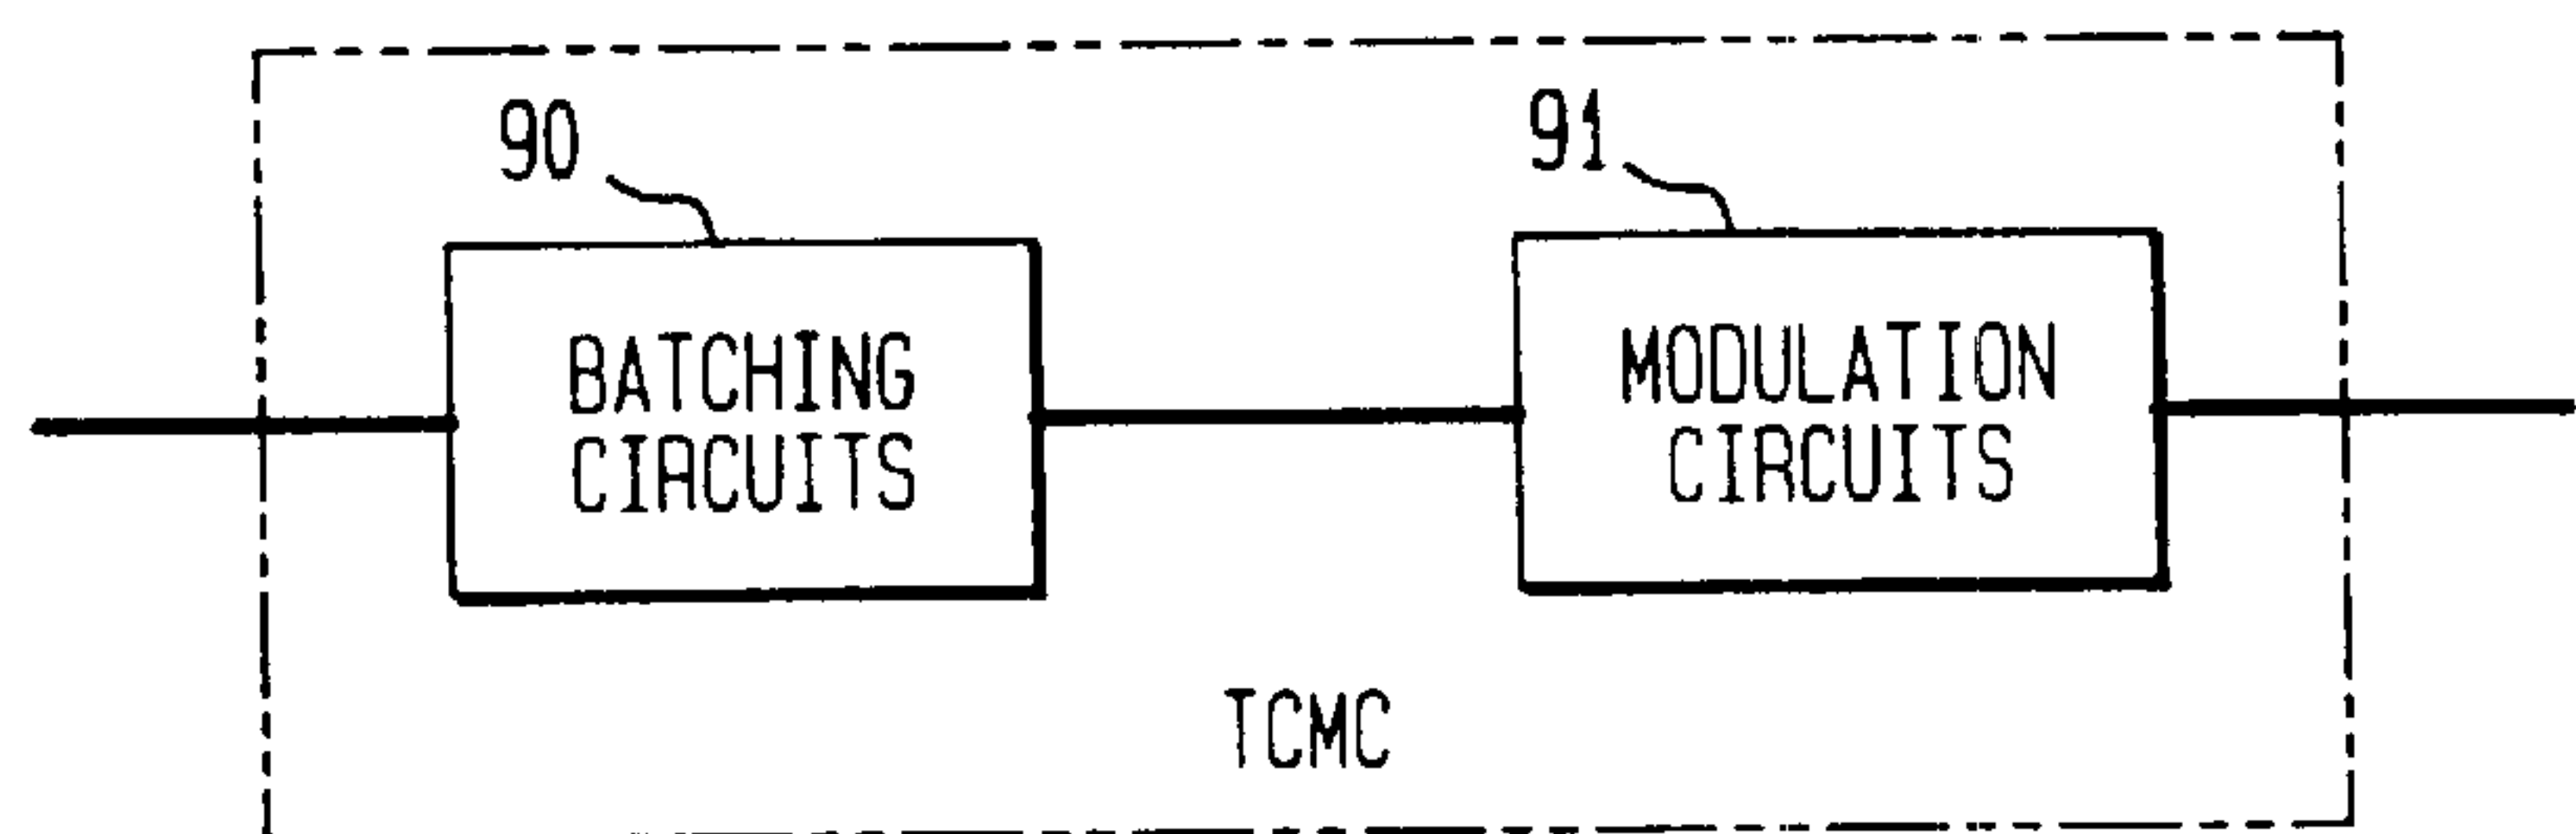 90
91
BATCHING
CIRCUITS
MODULATION
CIRCUITS
TCMC